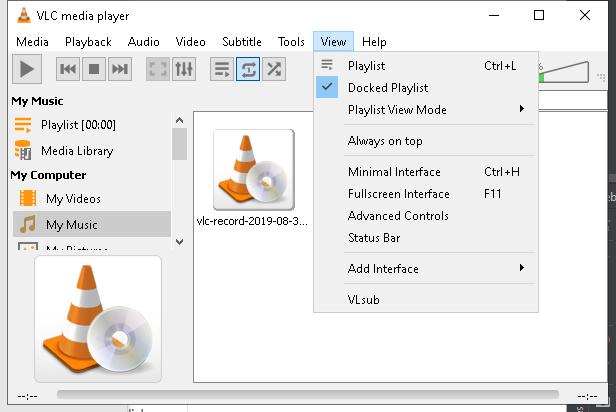 VLC media player
Media Playback Audio Video Subtitle Tools View Help
My Music
Playlist [00:00]
Media Library
My Computer
My Videos
My Music
My Pictures
vlc-record-2019-08-3...
Playlist Ctrl+L
Docked Playlist
Playlist View Mode
Always on top
Minimal Interface Ctrl+H
Fullscreen Interface F11
Advanced Controls
Status Bar
Add Interface
VLsub
%
--:-- --:--